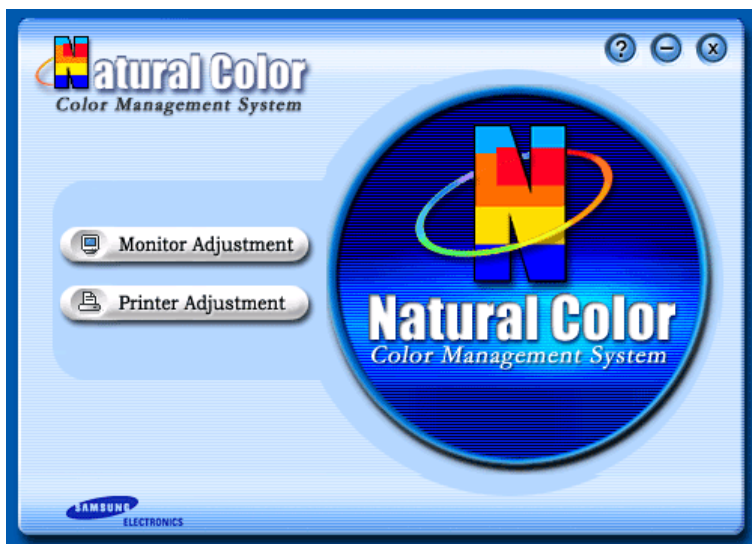 Natural Color
Color Management System
?
−
x
Monitor Adjustment
Printer Adjustment
N
Natural Color
Color Management System
SAMSUNG
ELECTRONICS